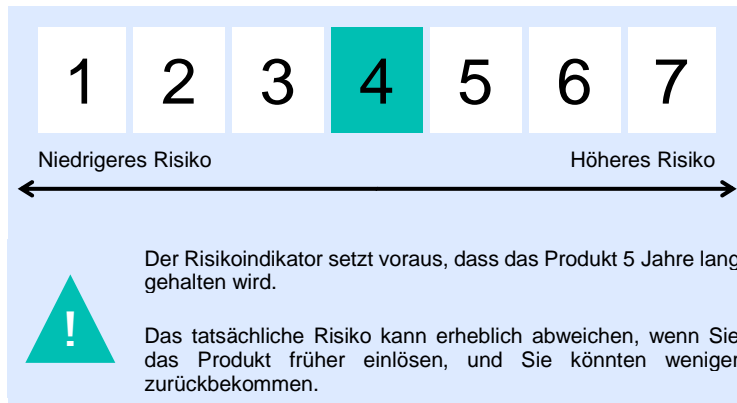 1 2 3 4 5 6 7
Niedrigeres Risiko Höheres Risiko
Der Risikoindikator setzt voraus, dass das Produkt 5 Jahre lang
gehalten wird.
!
Das tatsächliche Risiko kann erheblich abweichen, wenn Sie
das Produkt früher einlösen, und Sie könnten weniger
zurückbekommen.